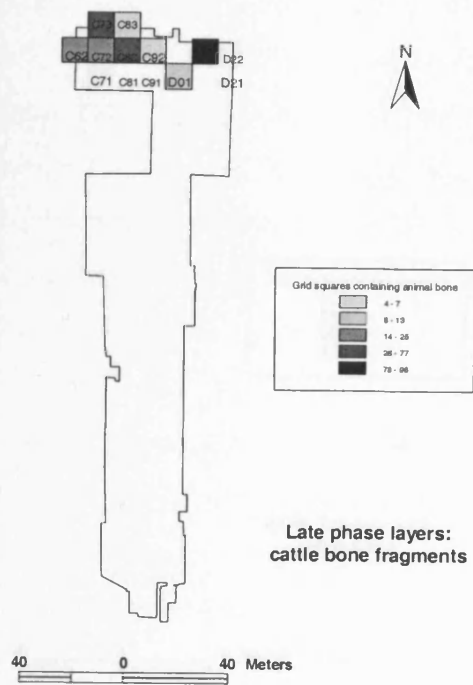 C73 C83
C62 C72 C82 C92 D22
C71 C81 C91 D01 D21
N
Grid squares containing animal bone
4 - 7
8 - 13
14 - 25
26 - 77
78 - 96
Late phase layers:
cattle bone fragments
40 0 40 Meters